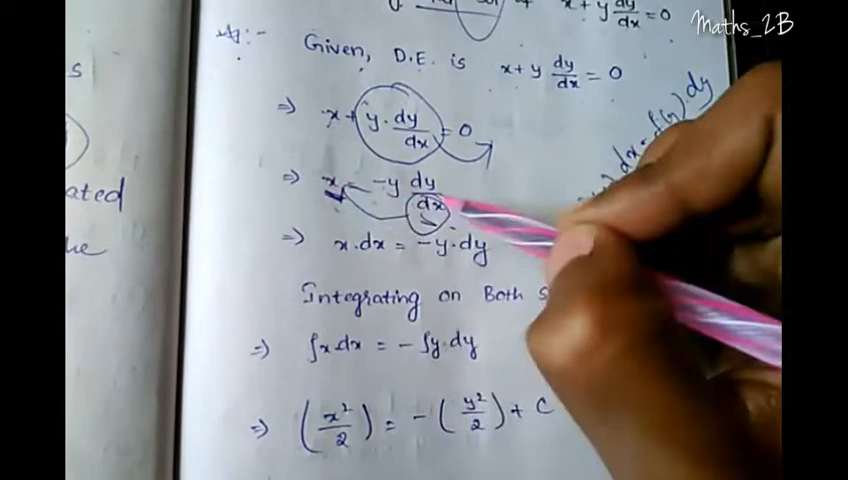 x + y dy/dx = 0
Maths_2B
Given, D.E. is x + y dy/dx = 0
s
⇒ x + y. dy/dx = 0
⇒ x = -y dy/dx
ated
⇒ x.dx = -y.dy
Integrating on Both
⇒ ∫x.dx = - ∫y.dy
⇒ (x²/2) = - (y²/2) + C